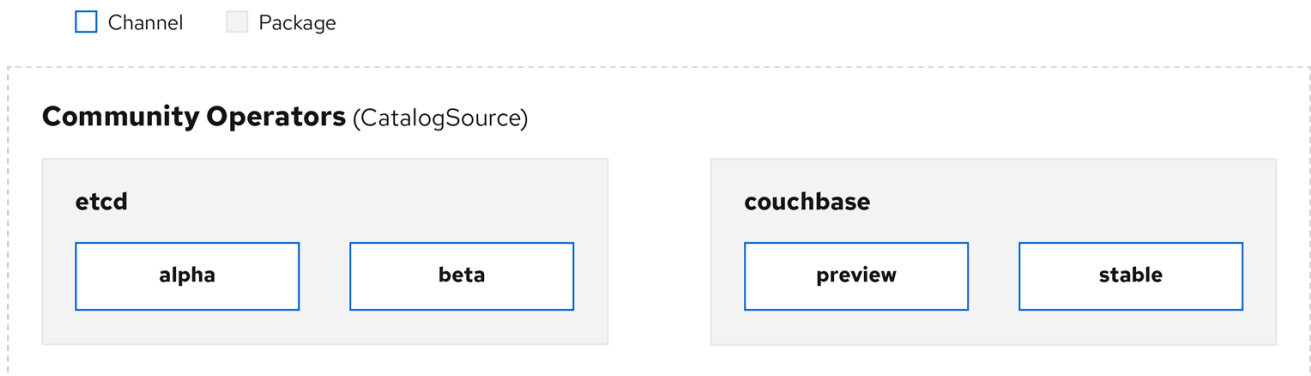 Channel Package
Community Operators (CatalogSource)
etcd
alpha beta
couchbase
preview stable